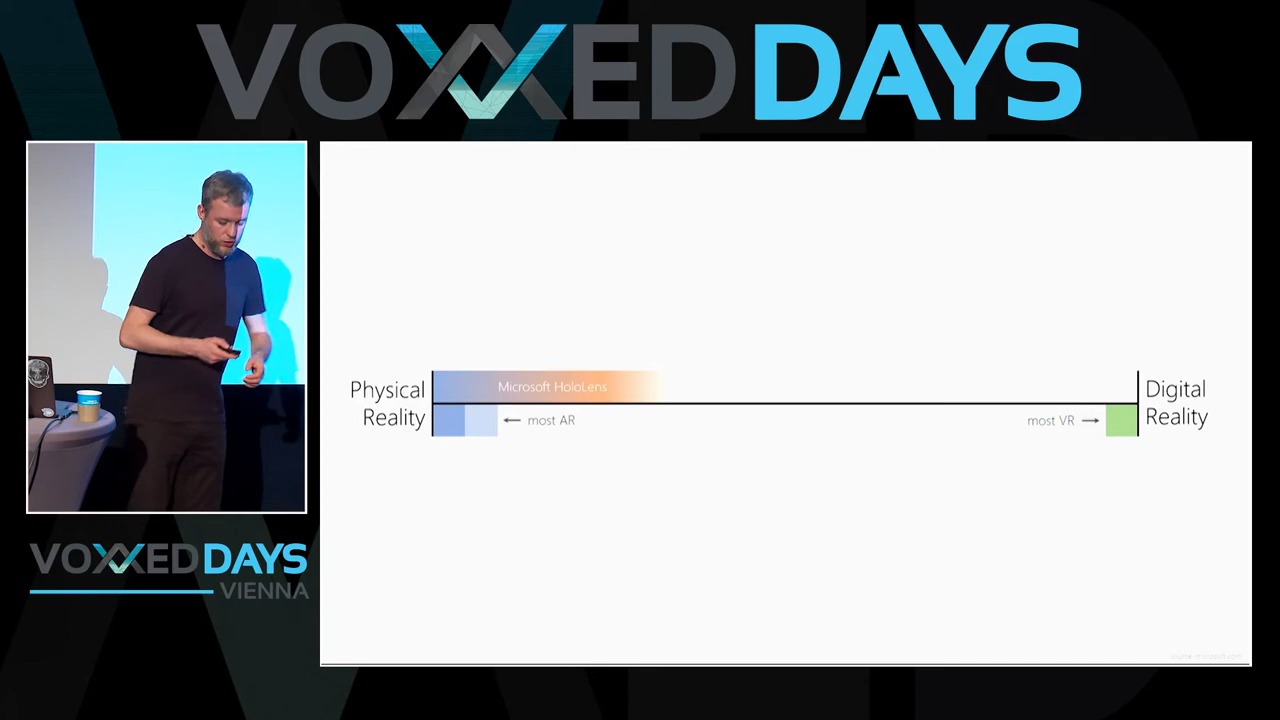 VOXXED DAYS
Physical
Reality
Microsoft HoloLens
← most AR
most VR →
Digital
Reality
VOXXED DAYS
VIENNA